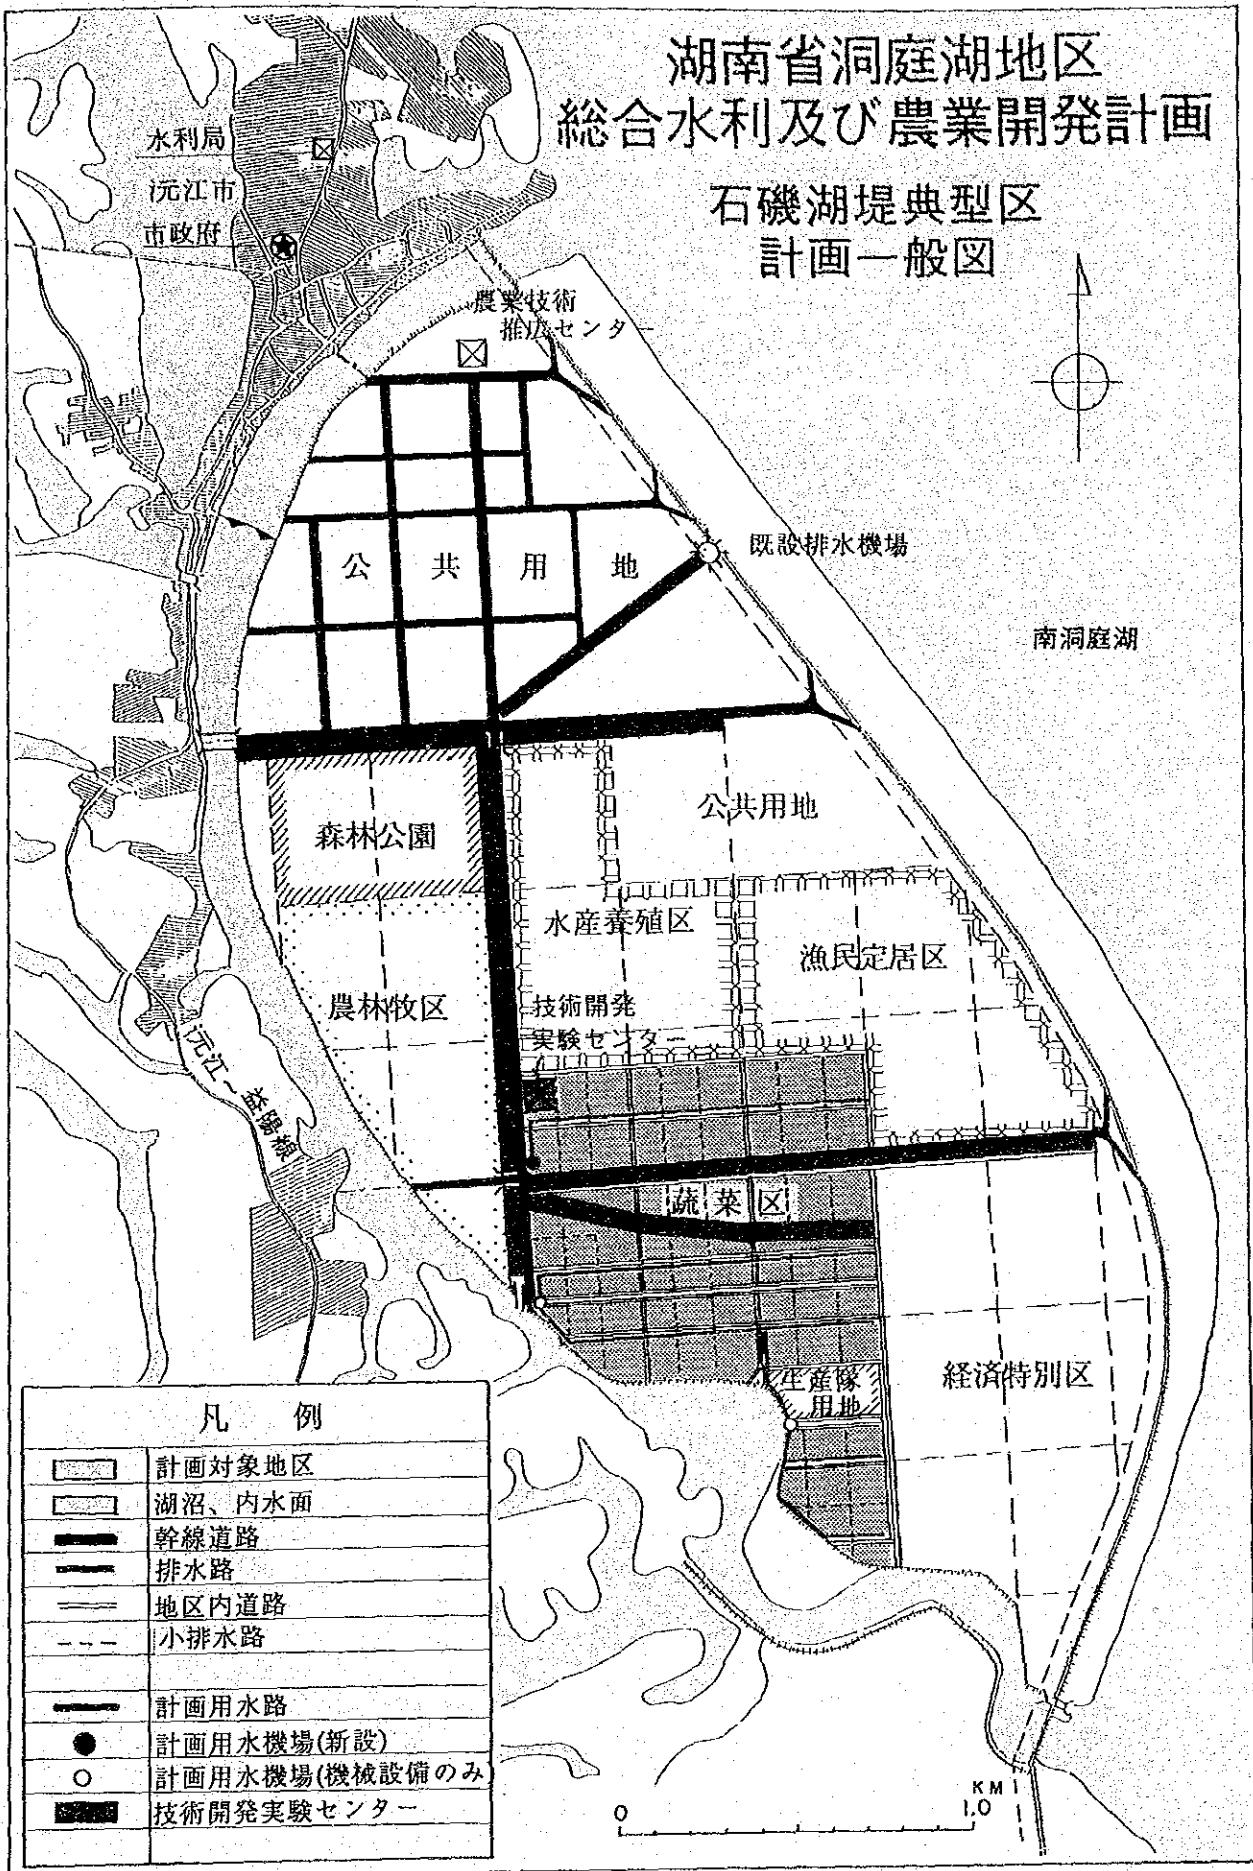 湖南省洞庭湖地区
総合水利及び農業開発計画
石磯湖堤典型区
計画一般図
水利局
沅江市
市政府
農業技術
推広センター
既設排水機場
南洞庭湖
公共用地
森林公園
公共用地
水産養殖区
漁民定居区
農林牧区
技術開発
実験センター
沅江一益陽線
蔬菜区
生産隊
用地
経済特別区
凡例
計画対象地区
湖沼、内水面
幹線道路
排水路
地区内道路
小排水路
計画用水路
計画用水機場(新設)
計画用水機場(機械設備のみ)
技術開発実験センター
0
1.0
KM